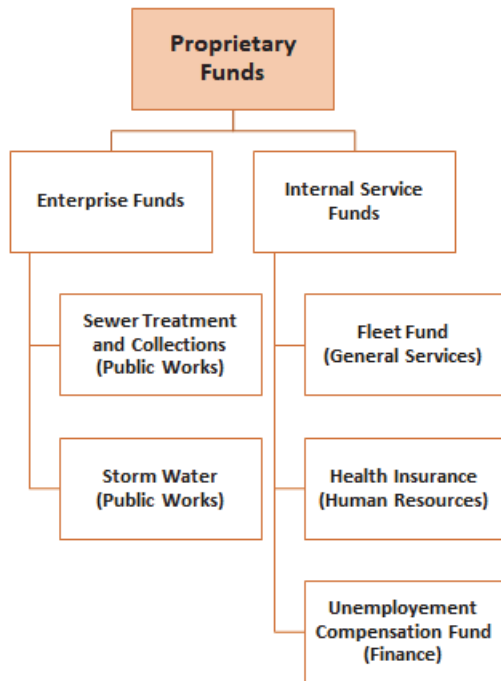 Proprietary
Funds
Enterprise Funds
Internal Service
Funds
Sewer Treatment
and Collections
(Public Works)
Fleet Fund
(General Services)
Storm Water
(Public Works)
Health Insurance
(Human Resources)
Unemployement
Compensation Fund
(Finance)